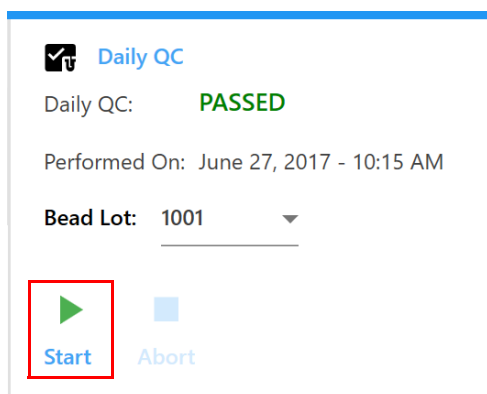 Daily QC
Daily QC: PASSED
Performed On: June 27, 2017 - 10:15 AM
Bead Lot: 1001
Start Abort